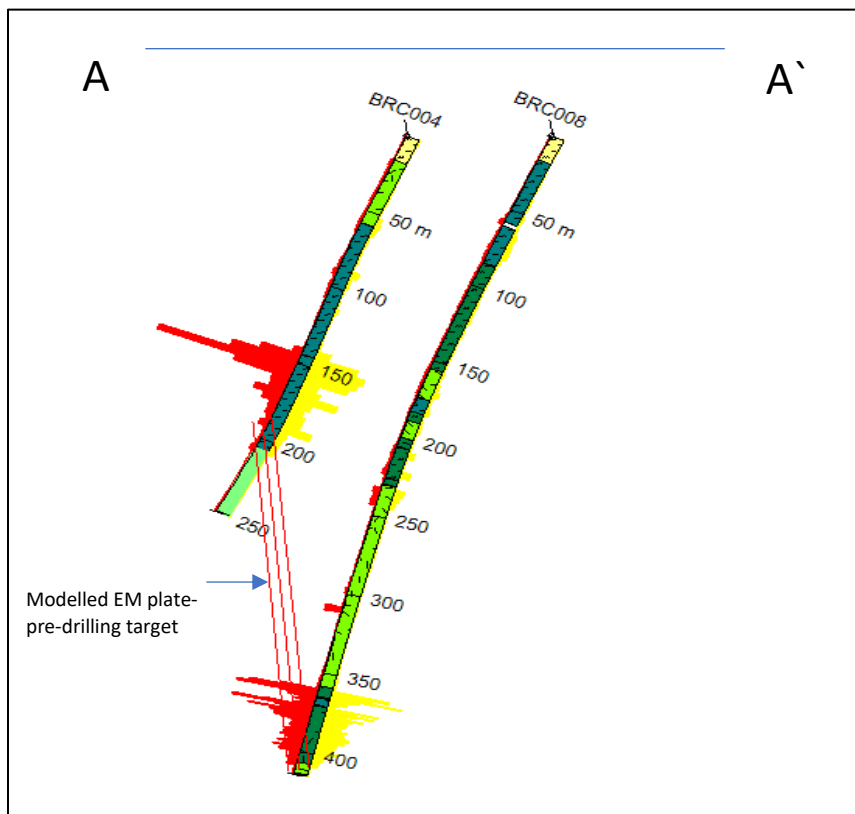 A
A`
BRC004
BRC008
50 m
50 m
100
100
150
150
200
200
250
250
300
350
400
Modelled EM plate-
pre-drilling target